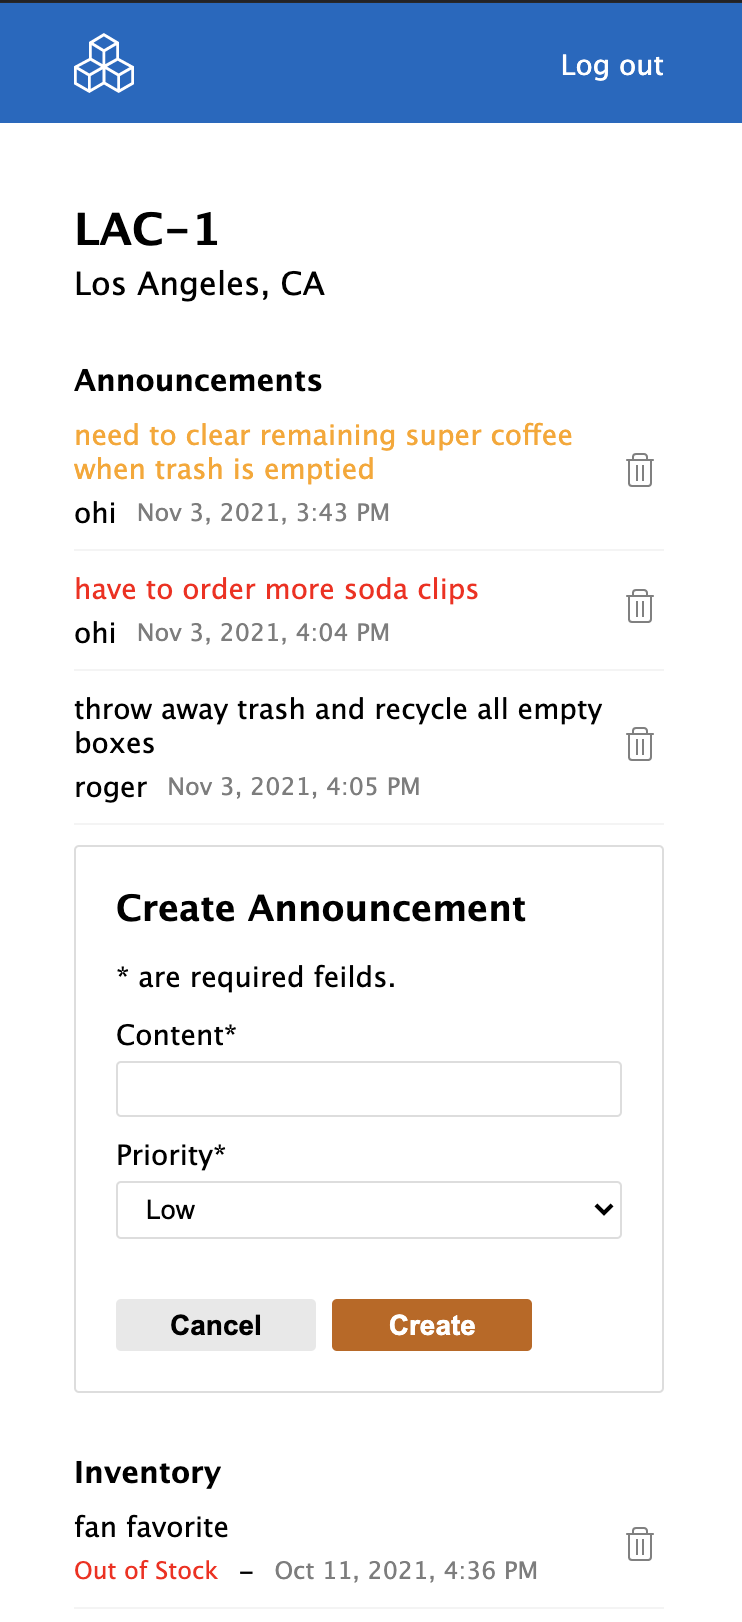 Log out
LAC-1
Los Angeles, CA
Announcements
need to clear remaining super coffee
when trash is emptied
ohi Nov 3, 2021, 3:43 PM
have to order more soda clips
ohi Nov 3, 2021, 4:04 PM
throw away trash and recycle all empty
boxes
roger Nov 3, 2021, 4:05 PM
Create Announcement
* are required feilds.
Content*
Priority*
Low
Cancel Create
Inventory
fan favorite
Out of Stock – Oct 11, 2021, 4:36 PM